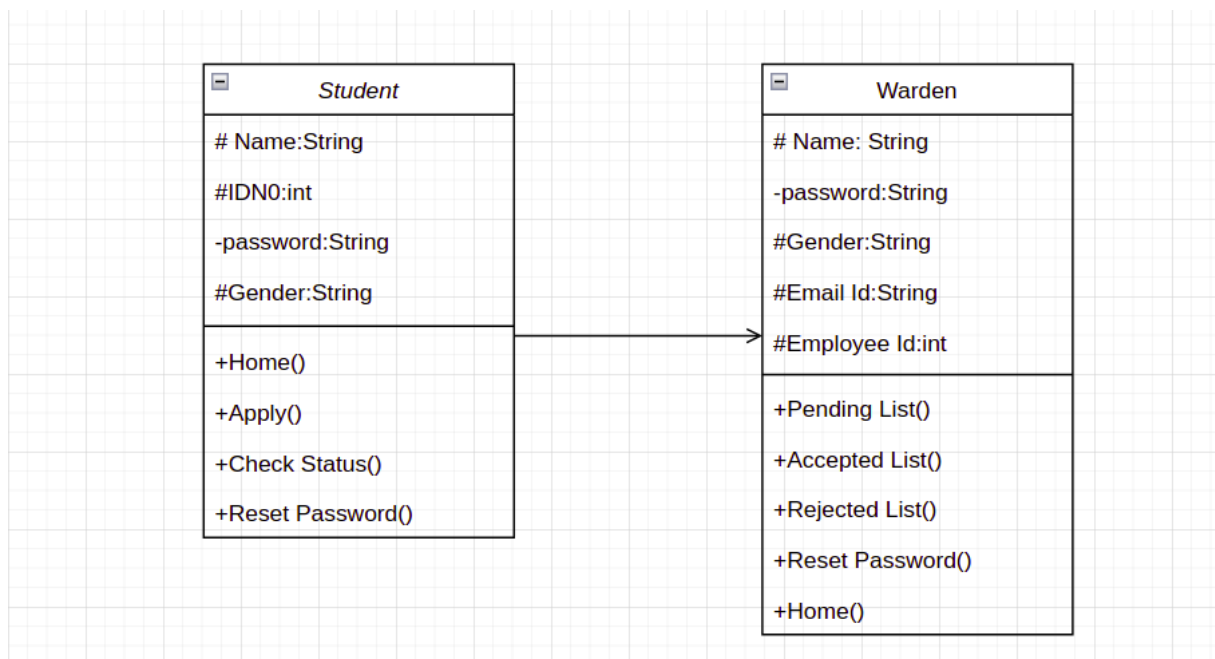 Student
# Name:String
#IDN0:int
-password:String
#Gender:String
+Home()
+Apply()
+Check Status()
+Reset Password()
Warden
# Name: String
-password:String
#Gender:String
#Email Id:String
#Employee Id:int
+Pending List()
+Accepted List()
+Rejected List()
+Reset Password()
+Home()